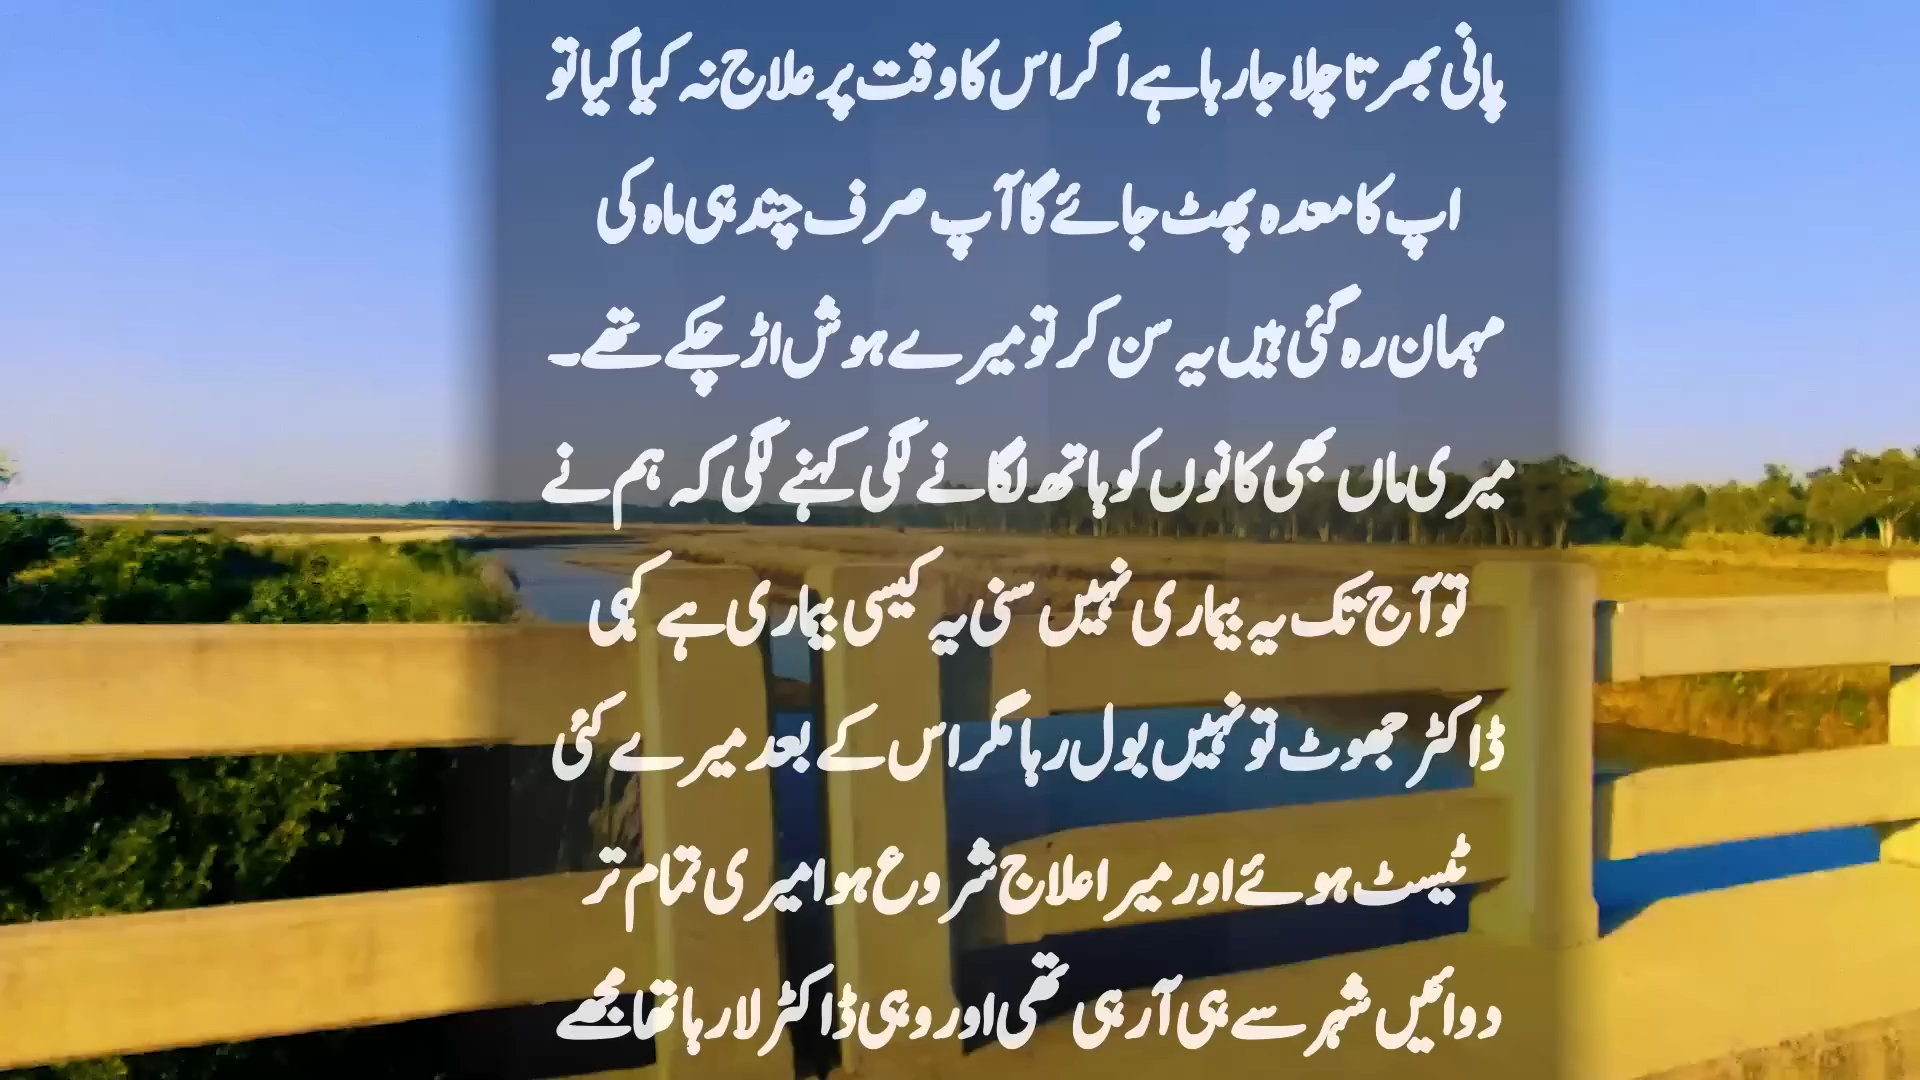 پانی بھرتا چلا جا رہا ہے اگر اس کا وقت پر علاج نہ کیا گیا تو
اپ کا معدہ پھٹ جائے گا آپ صرف چند ہی ماہ کی
مہمان رہ گئی ہیں یہ سن کر تو میرے ہوش اڑ چکے تھے۔
میری ماں بھی کانوں کو ہاتھ لگانے لگی کہنے لگی کہ ہم نے
تو آج تک یہ بیماری نہیں سنی یہ کیسی بیماری ہے کہی
ڈاکٹر جھوٹ تو نہیں بول رہا مگر اس کے بعد میرے کئی
ٹیسٹ ہوئے اور میرا علاج شروع ہوا میری تمام تر
دوائیں شہر سے ہی آ رہی تھی اور وہی ڈاکٹر لا رہا تھا مجھے